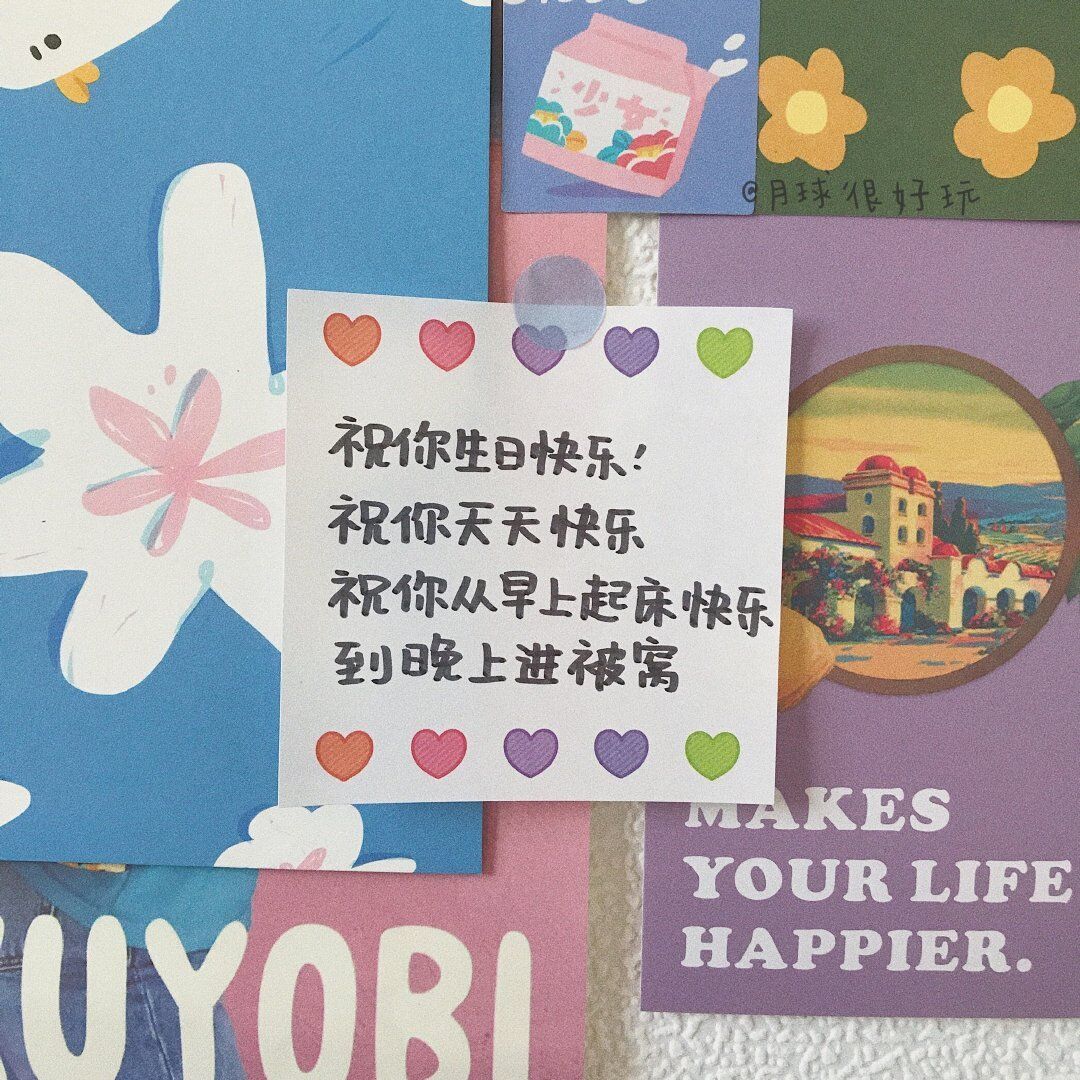 少女
@月球很好玩
祝你生日快乐!
祝你天天快乐
祝你从早上起床快乐
到晚上进被窝
MAKES
YOUR LIFE
HAPPIER.
UYOBI